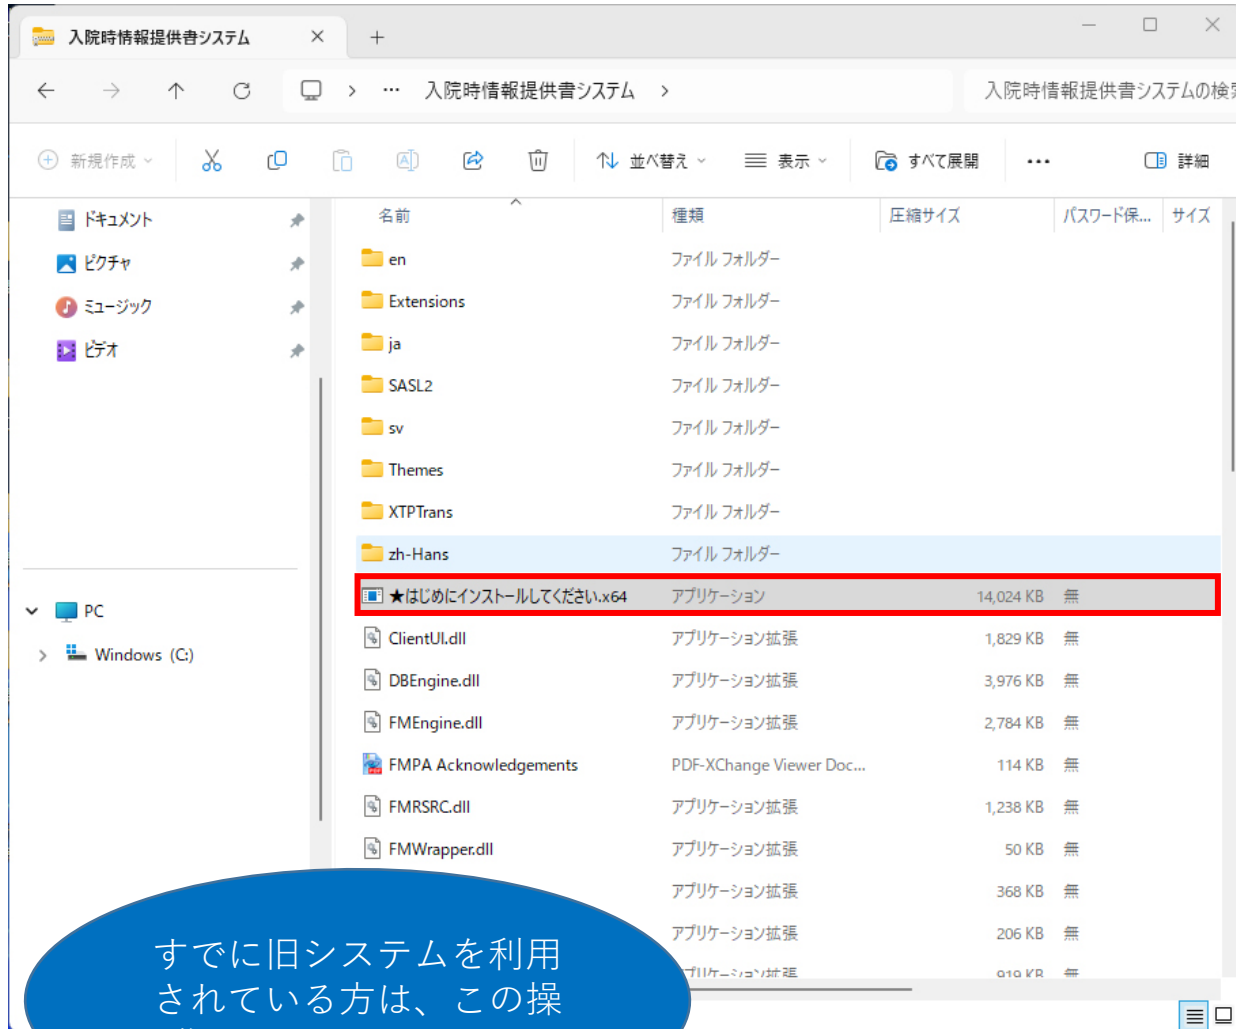 入院時情報提供書システム
入院時情報提供書システム
入院時情報提供書システムの検索
新規作成
並べ替え
表示
すべて展開
詳細
ドキュメント
ピクチャ
ミュージック
ビデオ
PC
Windows (C:)
名前 種類 圧縮サイズ パスワード保... サイズ
en ファイル フォルダー
Extensions ファイル フォルダー
ja ファイル フォルダー
SASL2 ファイル フォルダー
sv ファイル フォルダー
Themes ファイル フォルダー
XTPTrans ファイル フォルダー
zh-Hans ファイル フォルダー
★はじめにインストールしてください.x64 アプリケーション 14,024 KB 無
ClientUI.dll アプリケーション拡張 1,829 KB 無
DBEngine.dll アプリケーション拡張 3,976 KB 無
FMEngine.dll アプリケーション拡張 2,784 KB 無
FMPA Acknowledgements PDF-XChange Viewer Doc... 114 KB 無
FMRSRC.dll アプリケーション拡張 1,238 KB 無
FMWrapper.dll アプリケーション拡張 50 KB 無
アプリケーション拡張 368 KB 無
アプリケーション拡張 206 KB 無
アプリケーション拡張 919 KB 無
すでに旧システムを利用
されている方は、この操